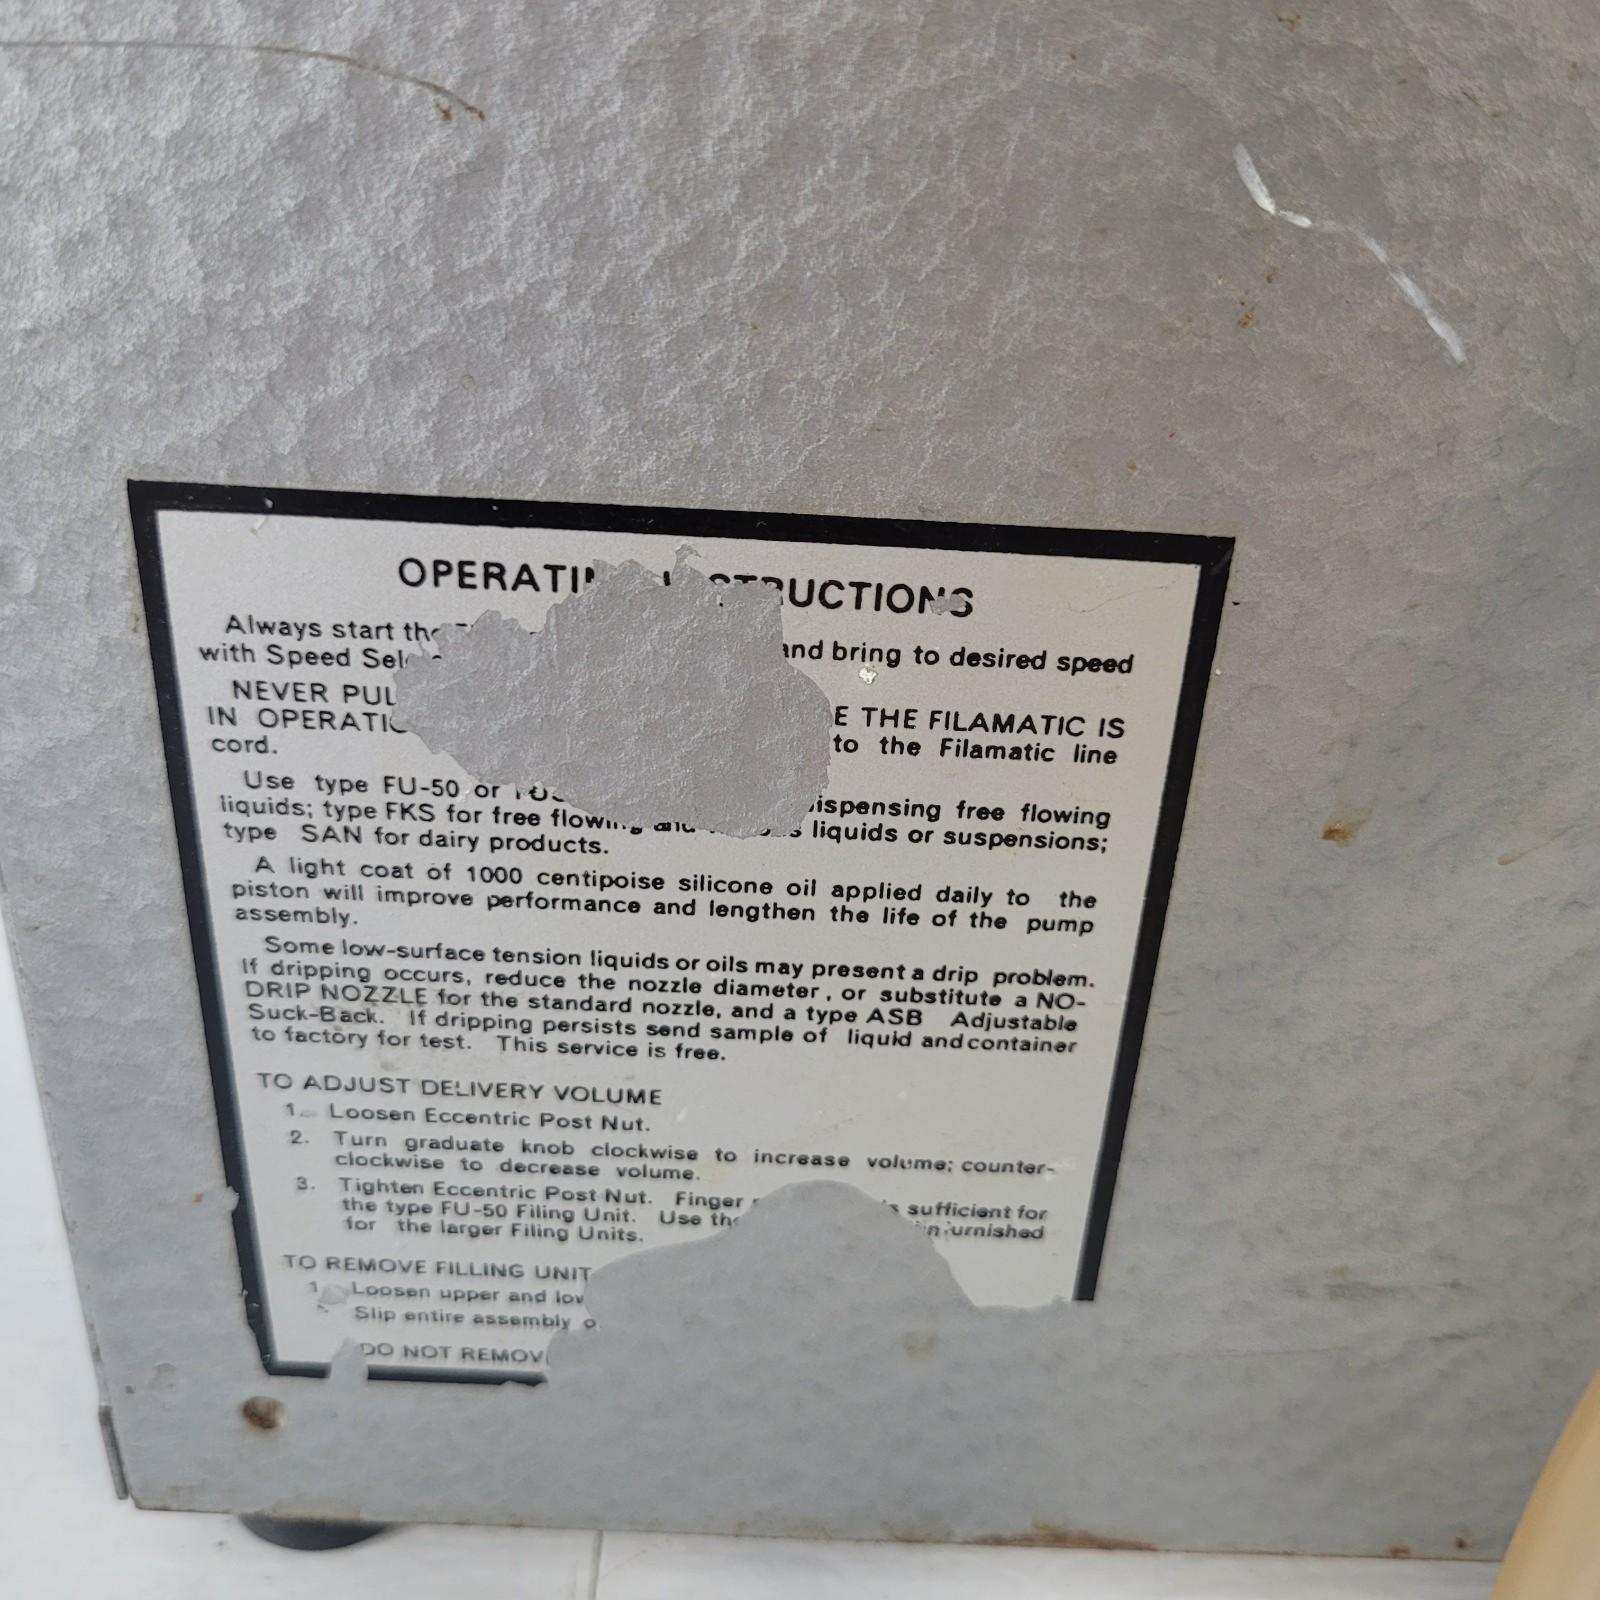 OPERATING INSTRUCTIONS
Always start the and bring to desired speed
with Speed
NEVER E THE FILAMATIC IS
IN to the Filamatic line
cord.
Use type FU-50 or dispensing free flowing
liquids; type FKS for free flowing and liquids or suspensions;
type SAN for dairy products.
A light coat of 1000 centipoise silicone oil applied daily to the
piston will improve performance and lengthen the life of the pump
assembly.
Some low-surface tension liquids or oils may present a drip problem.
If dripping occurs, reduce the nozzle diameter, or substitute a NO-
DRIP NOZZLE for the standard nozzle, and a type ASB Adjustable
Suck-Back. If dripping persists send sample of liquid and container
to factory for test. This service is free.
TO ADJUST DELIVERY VOLUME
1. Loosen Eccentric Post Nut.
2. Turn graduate knob clockwise to increase volume; counter-
clockwise to decrease volume.
3. Tighten Eccentric Post Nut. Finger sufficient for
the type FU-50 Filing Unit. Use the furnished
for the larger Filing Units.
TO REMOVE FILLING UNIT
1. Loosen upper and
Slip entire assembly
DO NOT